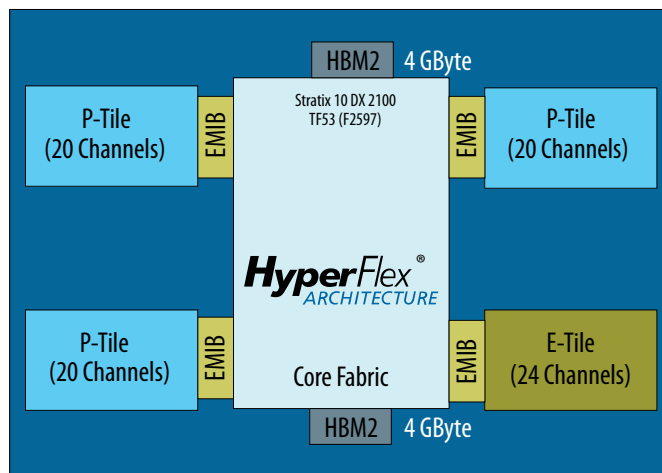 HBM2 4 GByte
Stratix 10 DX 2100
TF53 (F2597)
P-Tile
(20 Channels)
EMIB
EMIB
P-Tile
(20 Channels)
HyperFlex®
ARCHITECTURE
P-Tile
(20 Channels)
EMIB
Core Fabric
EMIB
E-Tile
(24 Channels)
HBM2 4 GByte